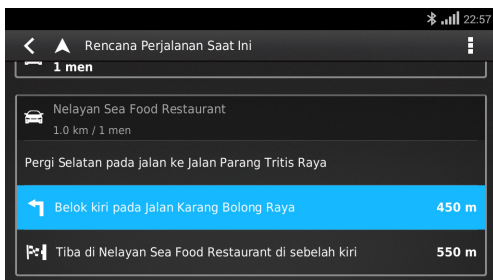 22:57
Rencana Perjalanan Saat Ini
1 men
Nelayan Sea Food Restaurant
1.0 km / 1 men
Pergi Selatan pada jalan ke Jalan Parang Tritis Raya
Belok kiri pada Jalan Karang Bolong Raya 450 m
Tiba di Nelayan Sea Food Restaurant di sebelah kiri 550 m